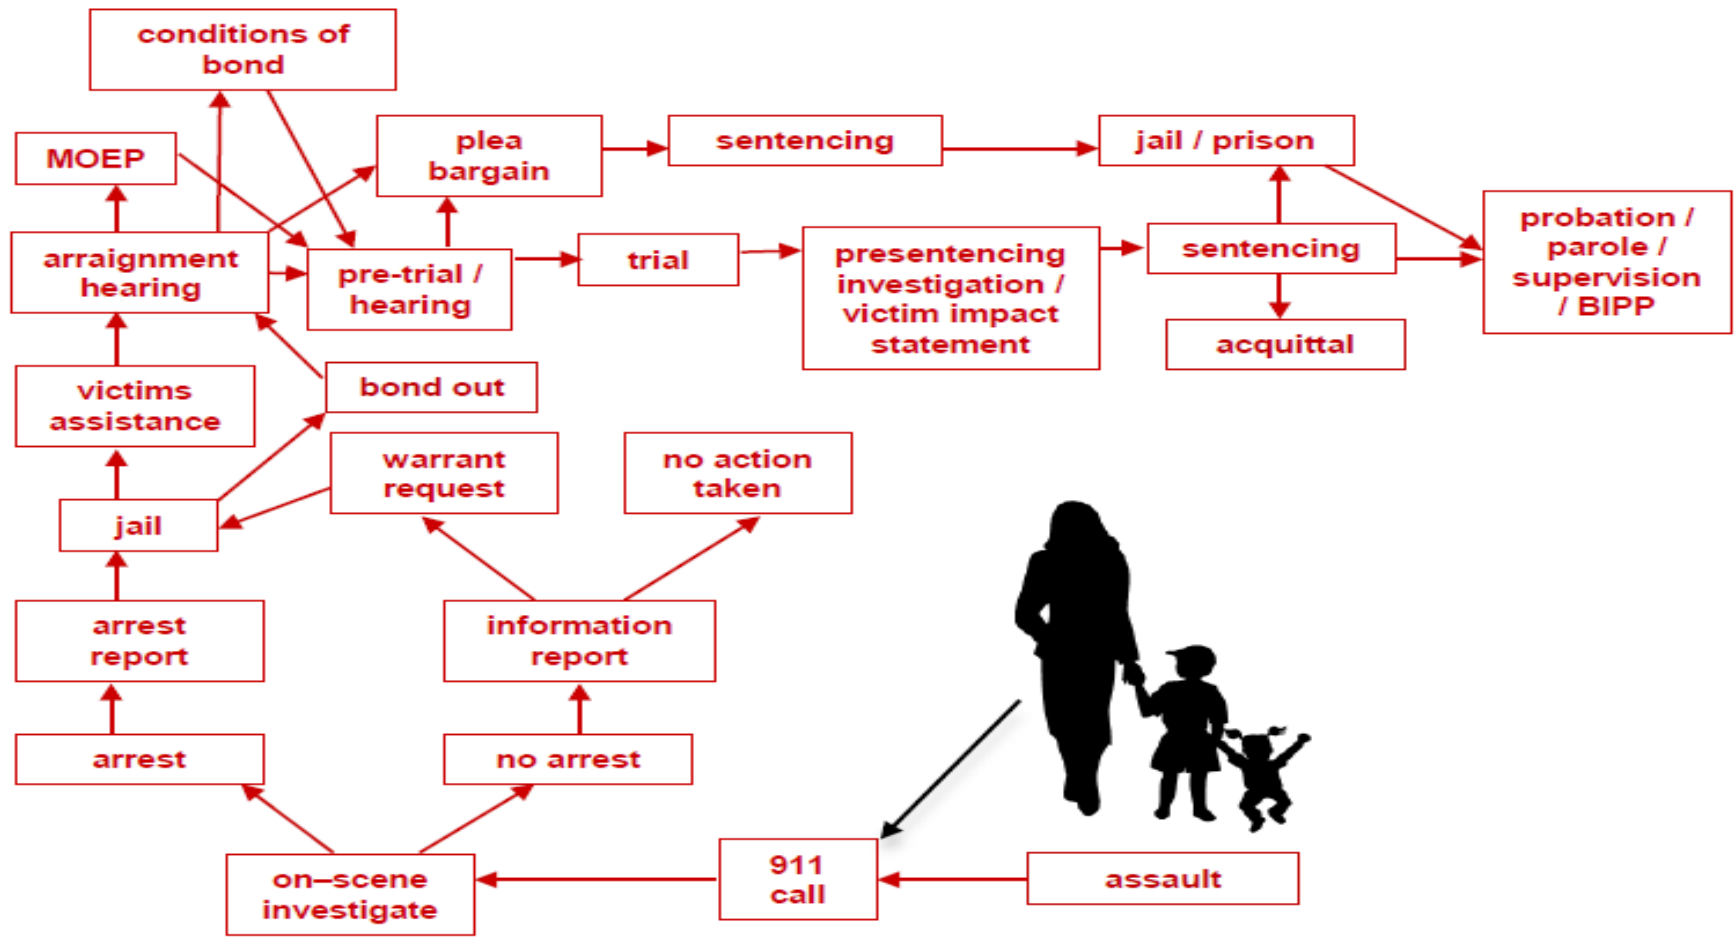 conditions of
bond
MOEP
plea
bargain
sentencing
jail / prison
arraignment
hearing
pre-trial /
hearing
trial
presentencing
investigation /
victim impact
statement
sentencing
probation /
parole /
supervision
/ BIPP
acquittal
victims
assistance
bond out
warrant
request
no action
taken
jail
arrest
report
information
report
arrest
no arrest
on–scene
investigate
911
call
assault